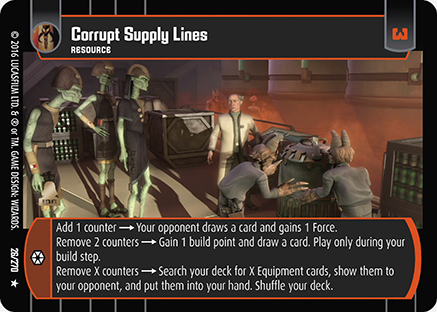 Corrupt Supply Lines
RESOURCE
Add 1 counter → Your opponent draws a card and gains 1 Force.
Remove 2 counters → Gain 1 build point and draw a card. Play only during your
build step.
Remove X counters → Search your deck for X Equipment cards, show them to
your opponent, and put them into your hand. Shuffle your deck.
© 2016 LUCASFILM LTD. & ® or TM. GAME DESIGN: WIZARDS.
26/270 ★